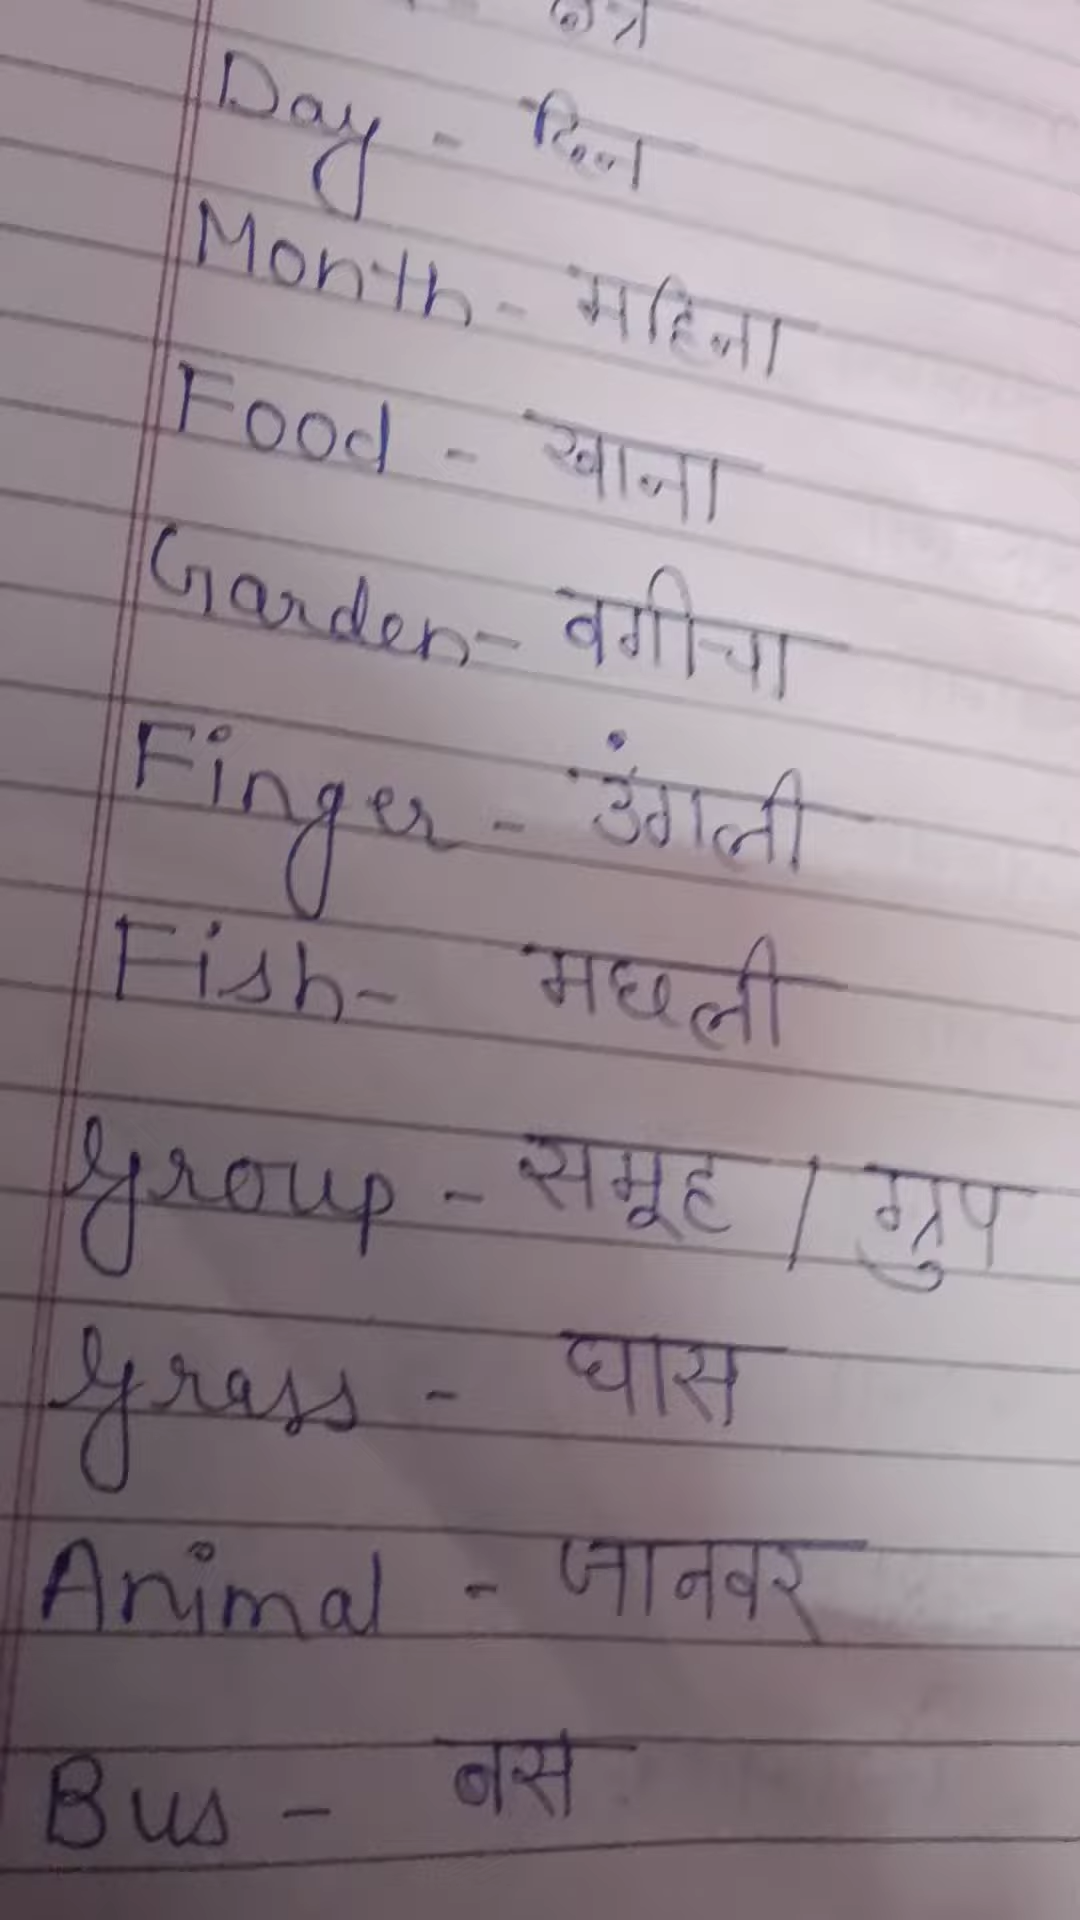 Day - दिन
Month - महिना
Food - खाना
Garden - बगीचा
Finger - उंगली
Fish - मछली
Group - समूह / ग्रुप
Grass - घास
Animal - जानवर
Bus - बस